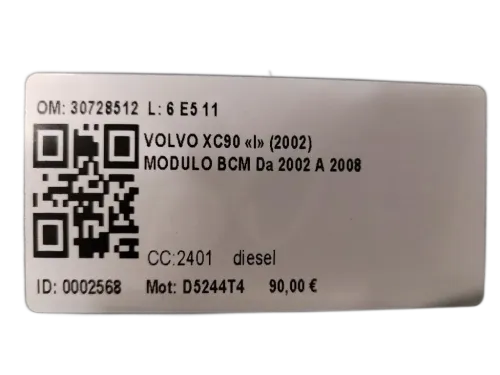 OM: 30728512 L: 6 E5 11
VOLVO XC90 «I» (2002)
MODULO BCM Da 2002 A 2008
CC:2401 diesel
ID: 0002568 Mot: D5244T4 90,00 €